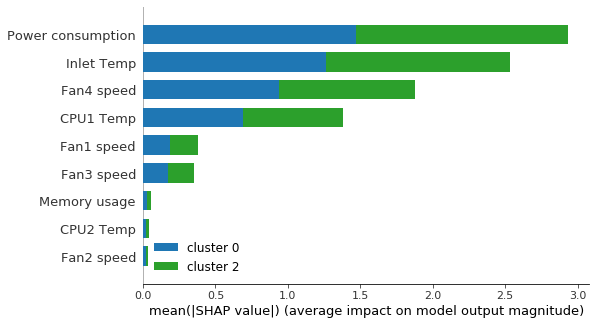 Power consumption
Inlet Temp
Fan4 speed
CPU1 Temp
Fan1 speed
Fan3 speed
Memory usage
CPU2 Temp
Fan2 speed
cluster 0
cluster 2
0.0 0.5 1.0 1.5 2.0 2.5 3.0
mean(|SHAP value|) (average impact on model output magnitude)